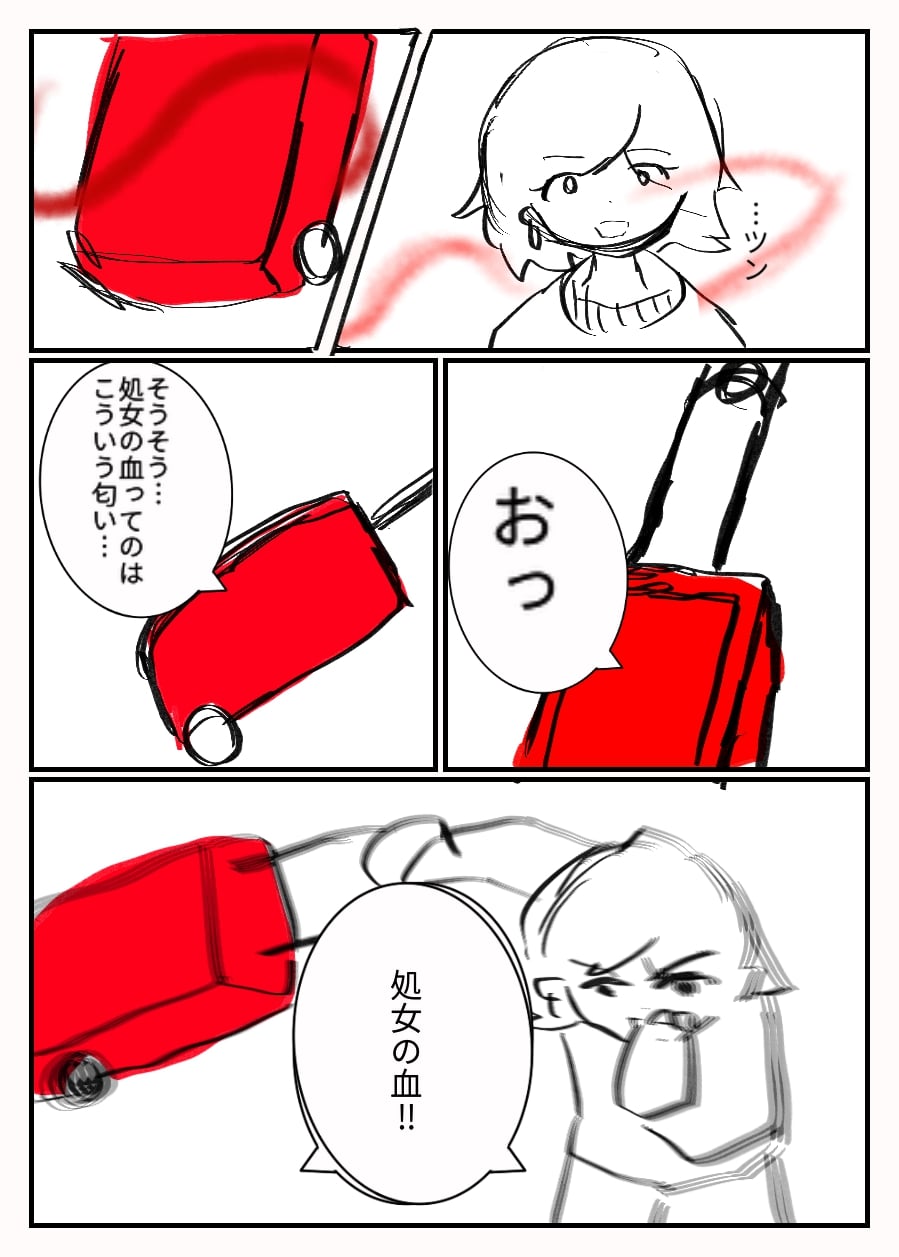 …ツン
おっ
そうそう…
処女の血ってのは
こういう匂い…
処女の血!!